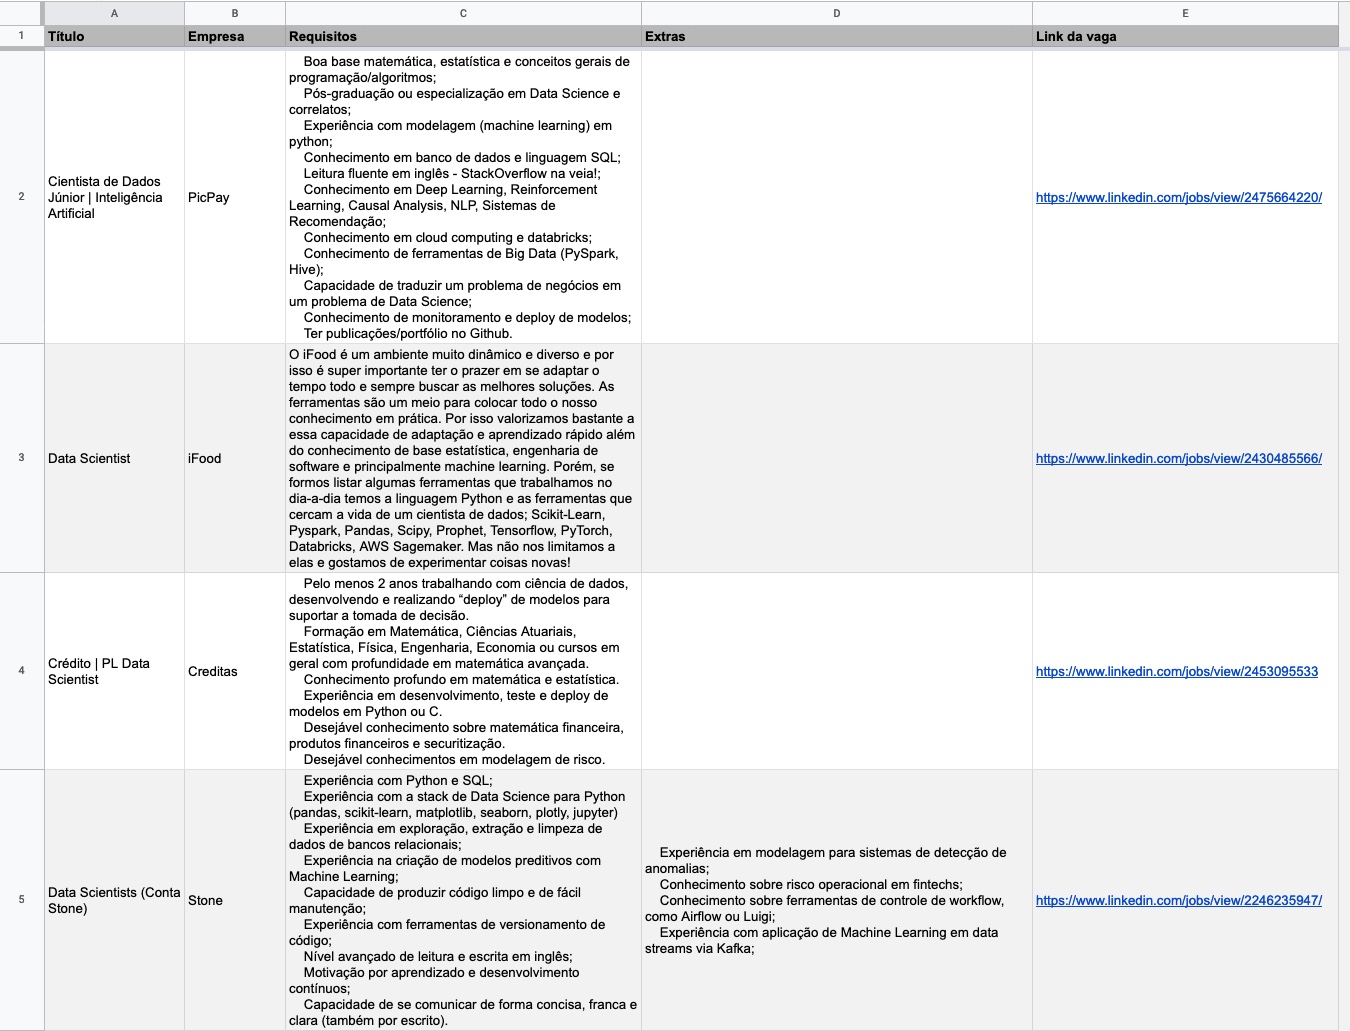 A B C D E
1 Título Empresa Requisitos Extras Link da vaga
2
Cientista de Dados
Júnior | Inteligência
Artificial
PicPay
Boa base matemática, estatística e conceitos gerais de
programação/algoritmos;
Pós-graduação ou especialização em Data Science e
correlatos;
Experiência com modelagem (machine learning) em
python;
Conhecimento em banco de dados e linguagem SQL;
Leitura fluente em inglês - StackOverflow na veia!;
Conhecimento em Deep Learning, Reinforcement
Learning, Causal Analysis, NLP, Sistemas de
Recomendação;
Conhecimento em cloud computing e databricks;
Conhecimento de ferramentas de Big Data (PySpark,
Hive);
Capacidade de traduzir um problema de negócios em
um problema de Data Science;
Conhecimento de monitoramento e deploy de modelos;
Ter publicações/portfólio no Github.
https://www.linkedin.com/jobs/view/2475664220/
3
Data Scientist
iFood
O iFood é um ambiente muito dinâmico e diverso e por
isso é super importante ter o prazer em se adaptar o
tempo todo e sempre buscar as melhores soluções. As
ferramentas são um meio para colocar todo o nosso
conhecimento em prática. Por isso valorizamos bastante a
essa capacidade de adaptação e aprendizado rápido além
do conhecimento de base estatística, engenharia de
software e principalmente machine learning. Porém, se
formos listar algumas ferramentas que trabalhamos no
dia-a-dia temos a linguagem Python e as ferramentas que
cercam a vida de um cientista de dados; Scikit-Learn,
Pyspark, Pandas, Scipy, Prophet, Tensorflow, PyTorch,
Databricks, AWS Sagemaker. Mas não nos limitamos a
elas e gostamos de experimentar coisas novas!
https://www.linkedin.com/jobs/view/2430485566/
4
Crédito | PL Data
Scientist
Creditas
Pelo menos 2 anos trabalhando com ciência de dados,
desenvolvendo e realizando “deploy” de modelos para
suportar a tomada de decisão.
Formação em Matemática, Ciências Atuariais,
Estatística, Física, Engenharia, Economia ou cursos em
geral com profundidade em matemática avançada.
Conhecimento profundo em matemática e estatística.
Experiência em desenvolvimento, teste e deploy de
modelos em Python ou C.
Desejável conhecimento sobre matemática financeira,
produtos financeiros e securitização.
Desejável conhecimentos em modelagem de risco.
https://www.linkedin.com/jobs/view/2453095533
5
Data Scientists (Conta
Stone)
Stone
Experiência com Python e SQL;
Experiência com a stack de Data Science para Python
(pandas, scikit-learn, matplotlib, seaborn, plotly, jupyter)
Experiência em exploração, extração e limpeza de
dados de bancos relacionais;
Experiência na criação de modelos preditivos com
Machine Learning;
Capacidade de produzir código limpo e de fácil
manutenção;
Experiência com ferramentas de versionamento de
código;
Nível avançado de leitura e escrita em inglês;
Motivação por aprendizado e desenvolvimento
contínuos;
Capacidade de se comunicar de forma concisa, franca e
clara (também por escrito).
Experiência em modelagem para sistemas de detecção de
anomalias;
Conhecimento sobre risco operacional em fintechs;
Conhecimento sobre ferramentas de controle de workflow,
como Airflow ou Luigi;
Experiência com aplicação de Machine Learning em data
streams via Kafka;
https://www.linkedin.com/jobs/view/2246235947/